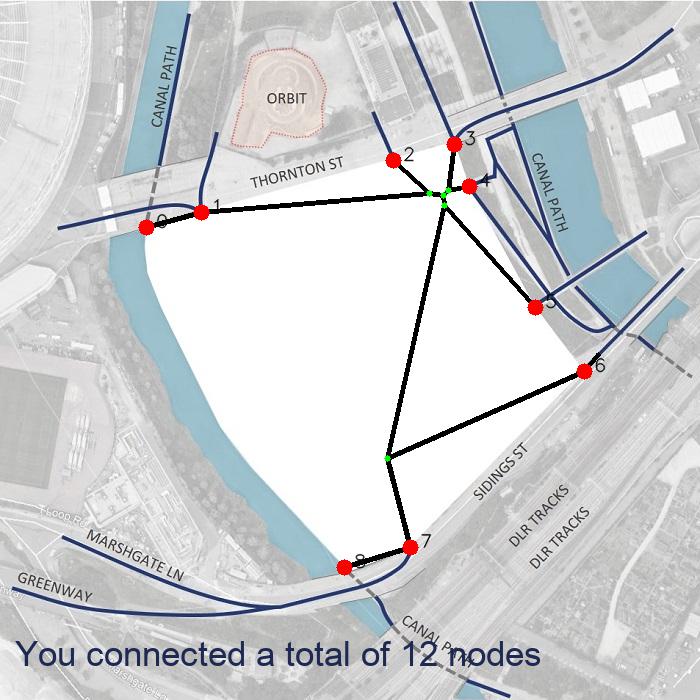 CANAL PATH
ORBIT
THORNTON ST
2
3
4
CANAL PATH
1
0
5
6
SIDINGS ST
DLR TRACKS
DLR TRACKS
7
8
MARSHGATE LN
GREENWAY
CANAL PATH
You connected a total of 12 nodes